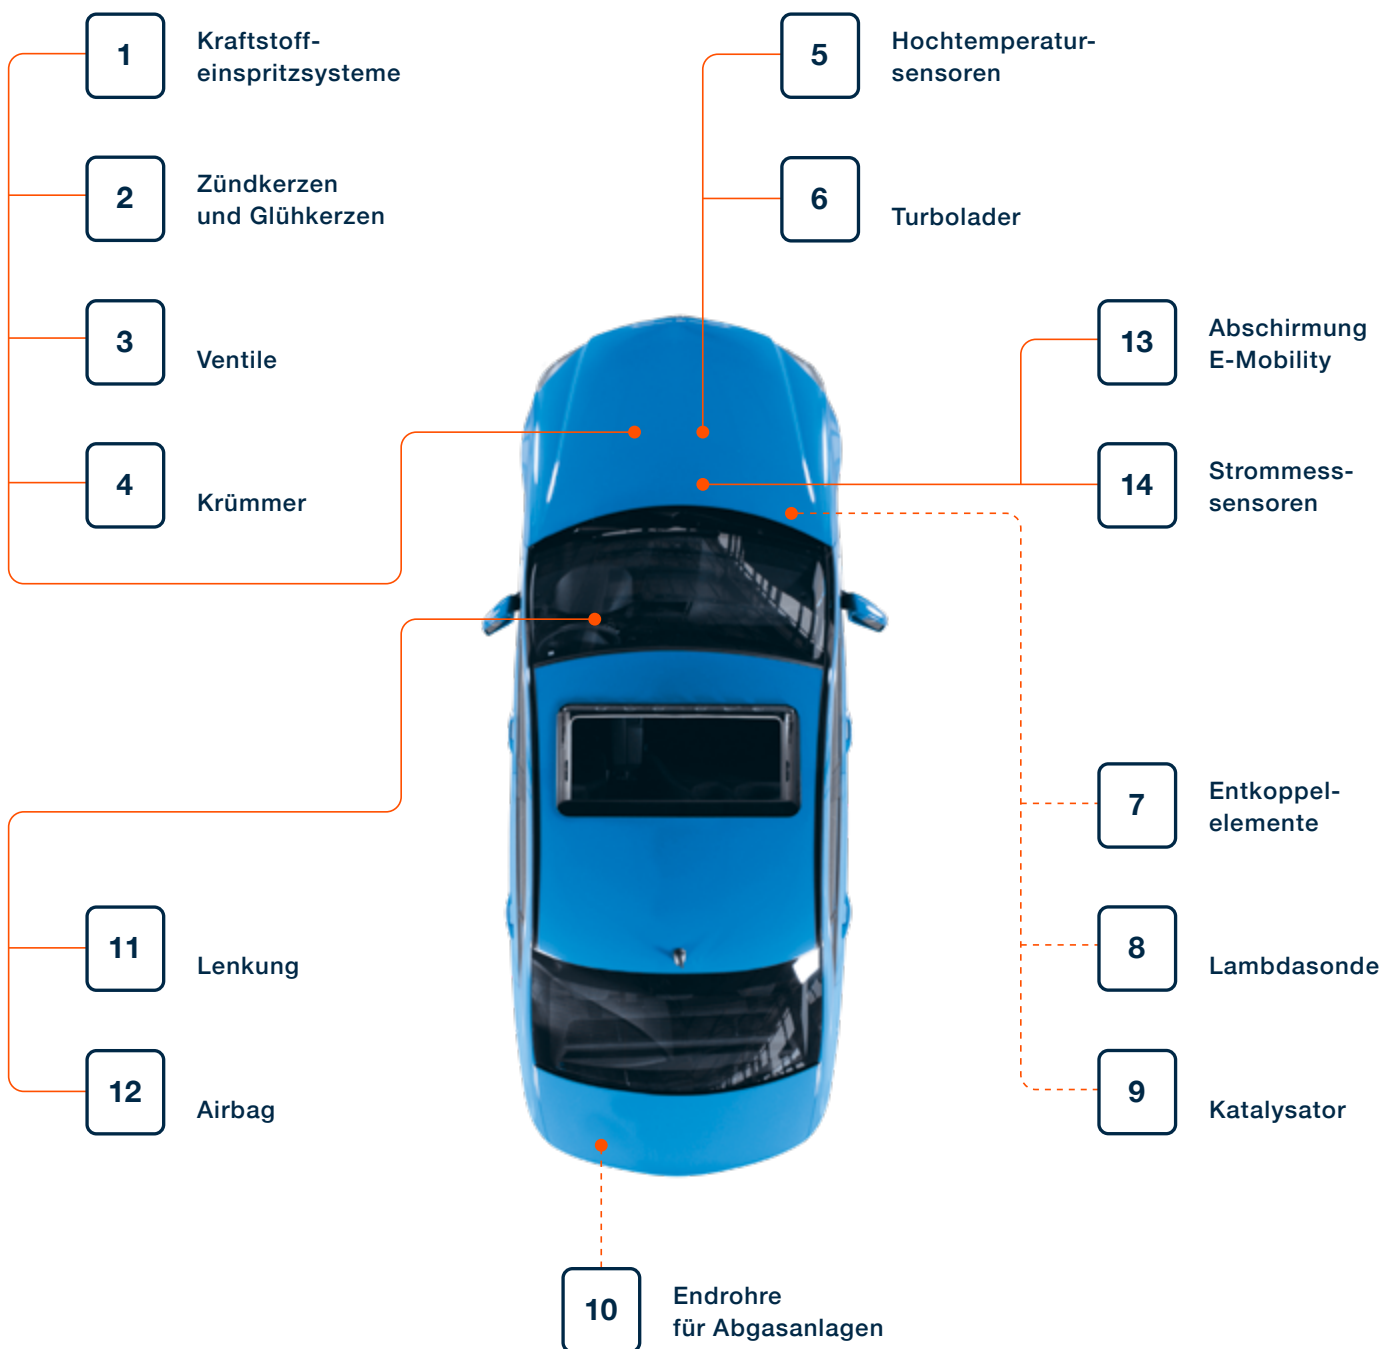 1
Kraftstoff-
einspritzsysteme
2
Zündkerzen
und Glühkerzen
3
Ventile
4
Krümmer
5
Hochtemperatur-
sensoren
6
Turbolader
13
Abschirmung
E-Mobility
14
Strommess-
sensoren
7
Entkoppel-
elemente
8
Lambdasonde
9
Katalysator
11
Lenkung
12
Airbag
10
Endrohre
für Abgasanlagen